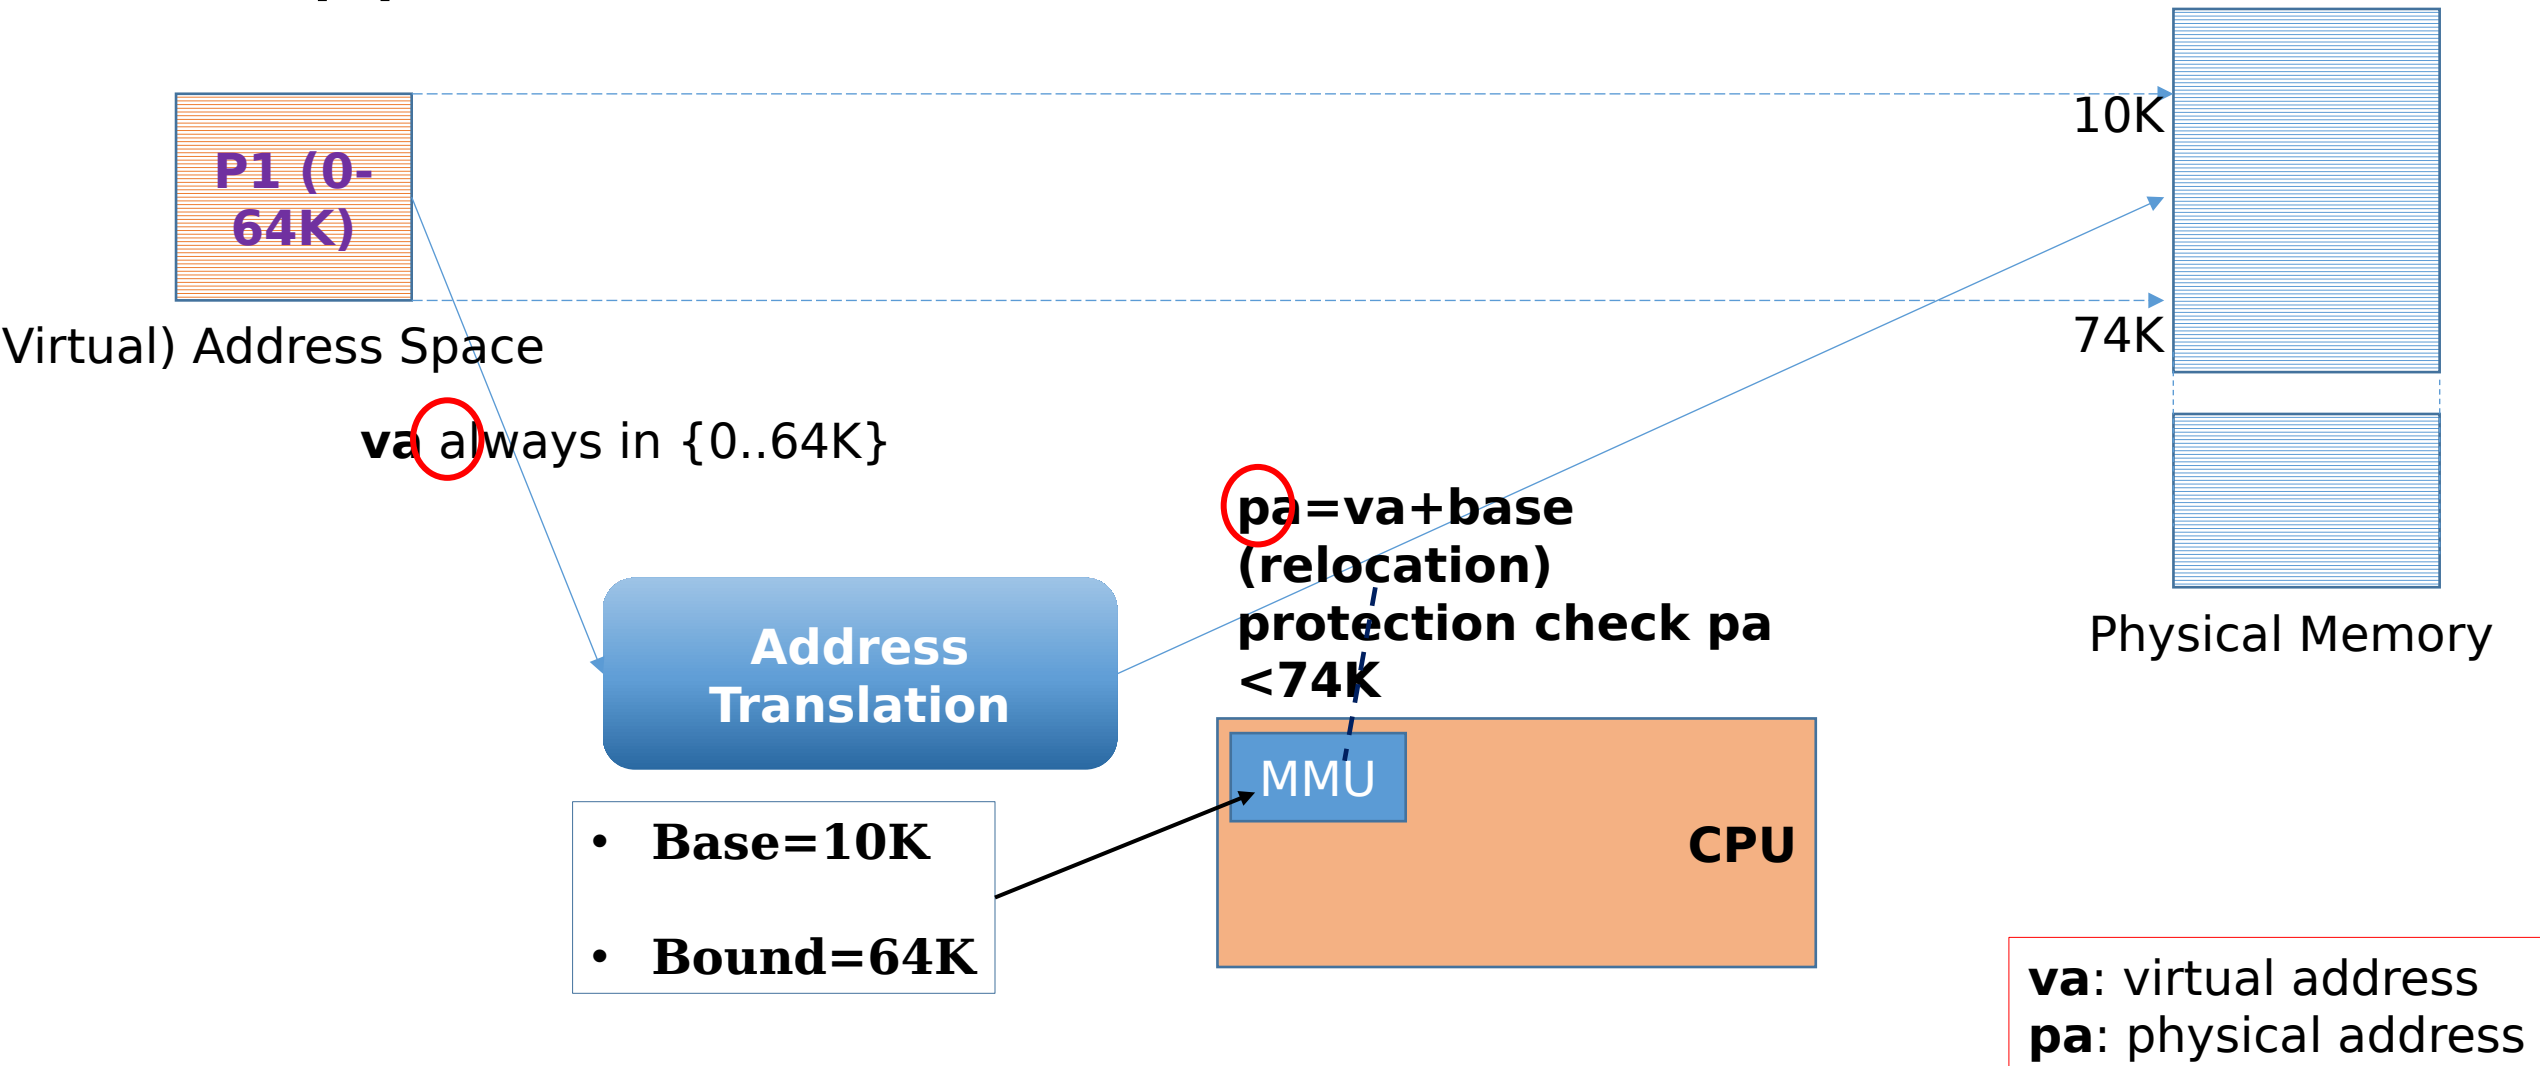 10K
P1 (0-
64K)
74K
Virtual) Address Space
va always in {0..64K}
pa=va+base
(relocation)
protection check pa
<74K
Physical Memory
Address
Translation
MMU
CPU
• Base=10K
• Bound=64K
va: virtual address
pa: physical address